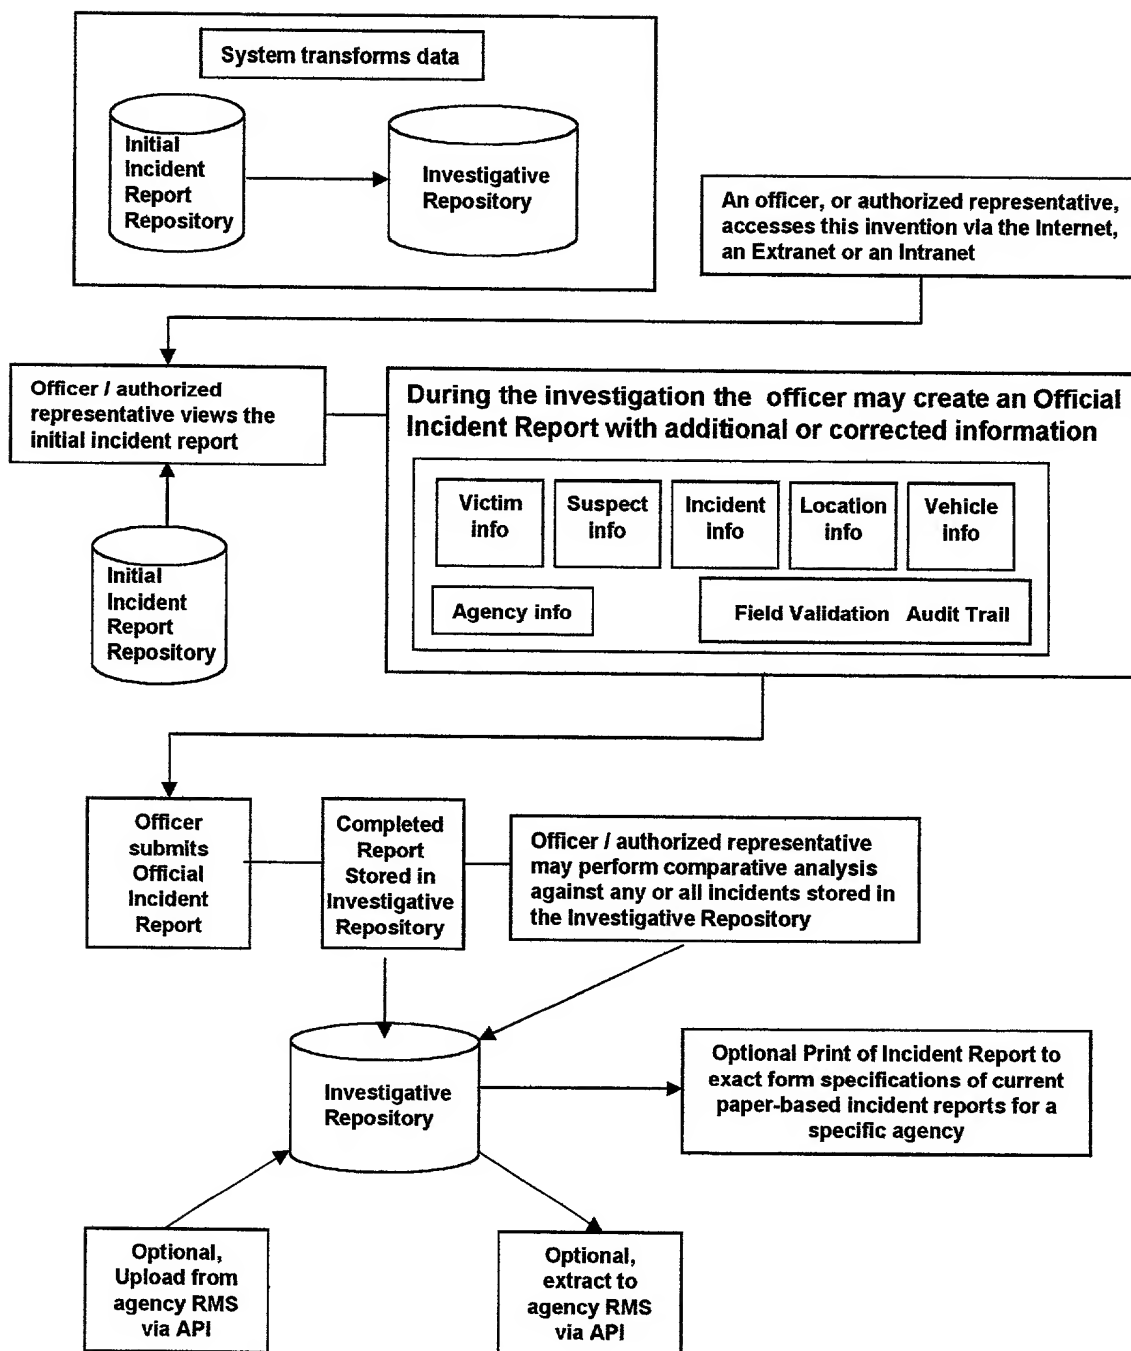 System transforms data
Initial
Incident
Report
Repository
Investigative
Repository
An officer, or authorized representative,
accesses this invention via the Internet,
an Extranet or an Intranet
Officer / authorized
representative views the
initial incident report
During the investigation the officer may create an Official
Incident Report with additional or corrected information
Victim
info
Suspect
info
Incident
info
Location
info
Vehicle
info
Agency info
Field Validation Audit Trail
Initial
Incident
Report
Repository
Officer
submits
Official
Incident
Report
Completed
Report
Stored in
Investigative
Repository
Officer / authorized representative
may perform comparative analysis
against any or all incidents stored in
the Investigative Repository
Investigative
Repository
Optional Print of Incident Report to
exact form specifications of current
paper-based incident reports for a
specific agency
Optional,
Upload from
agency RMS
via API
Optional,
extract to
agency RMS
via API